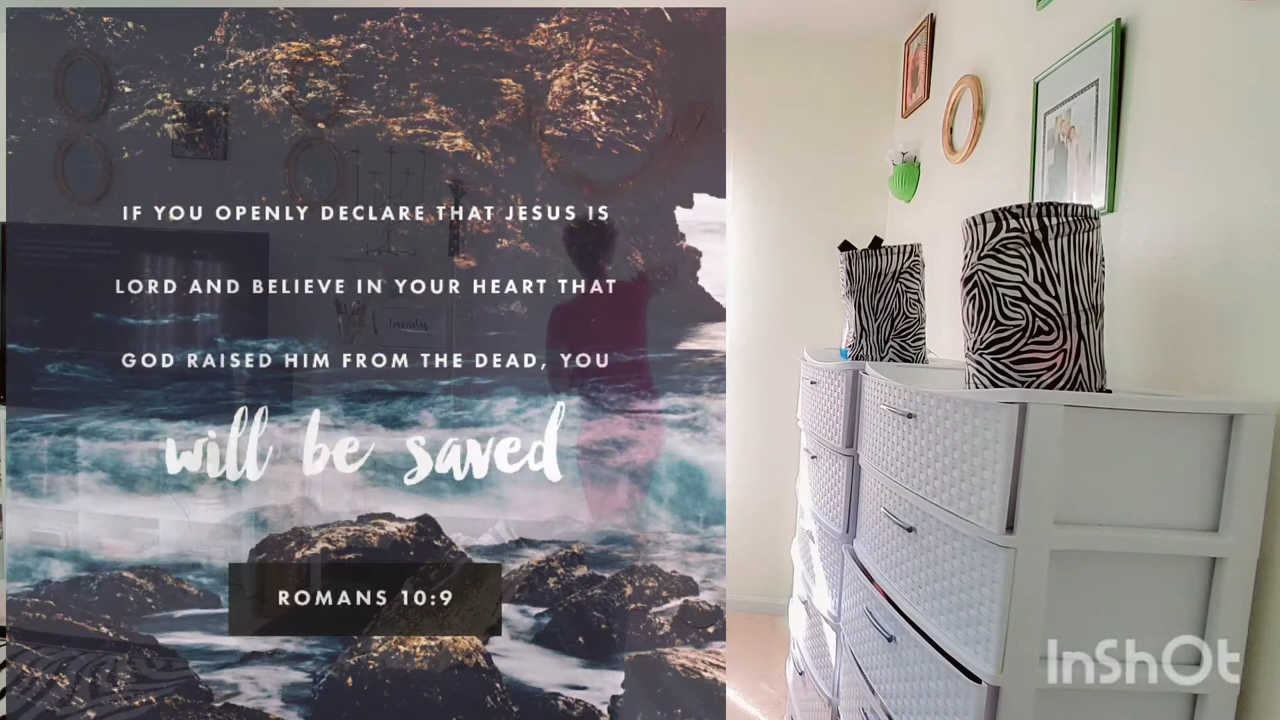 IF YOU OPENLY DECLARE THAT JESUS IS
LORD AND BELIEVE IN YOUR HEART THAT
GOD RAISED HIM FROM THE DEAD, YOU
will be saved
ROMANS 10:9
InShOt